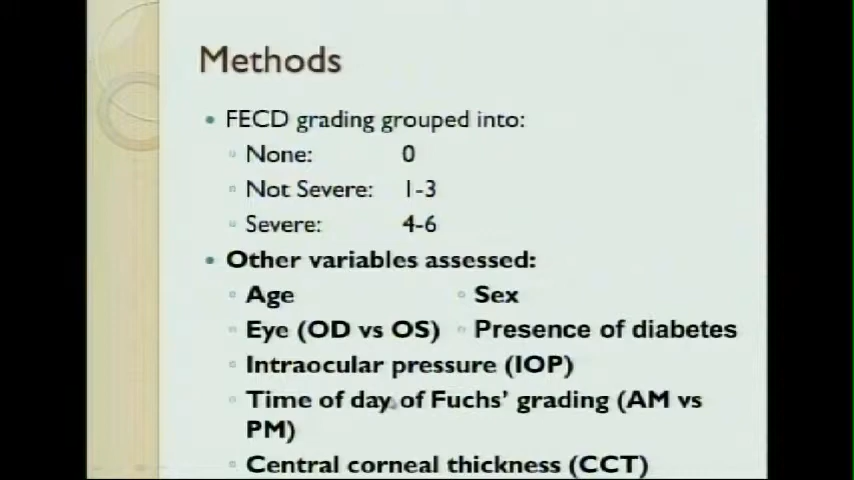 Methods
FECD grading grouped into:
None: 0
Not Severe: 1-3
Severe: 4-6
Other variables assessed:
Age Sex
Eye (OD vs OS) Presence of diabetes
Intraocular pressure (IOP)
Time of day of Fuchs' grading (AM vs
PM)
Central corneal thickness (CCT)